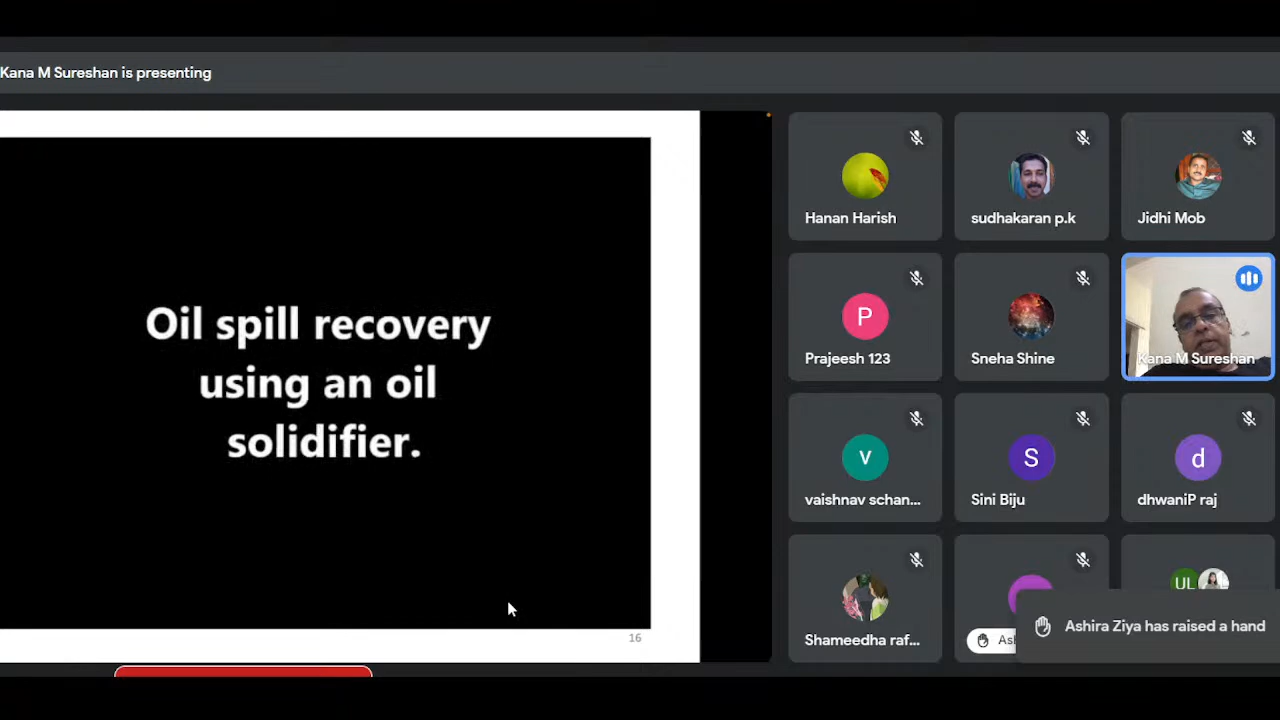 Kana M Sureshan is presenting
Oil spill recovery
using an oil
solidifier.
16
Hanan Harish
sudhakaran p.k
Jidhi Mob
P
Prajeesh 123
Sneha Shine
Kana M Sureshan
v
vaishnav schan...
S
Sini Biju
d
dhwaniP raj
Shameedha raf...
Ash
UL
Ashira Ziya has raised a hand